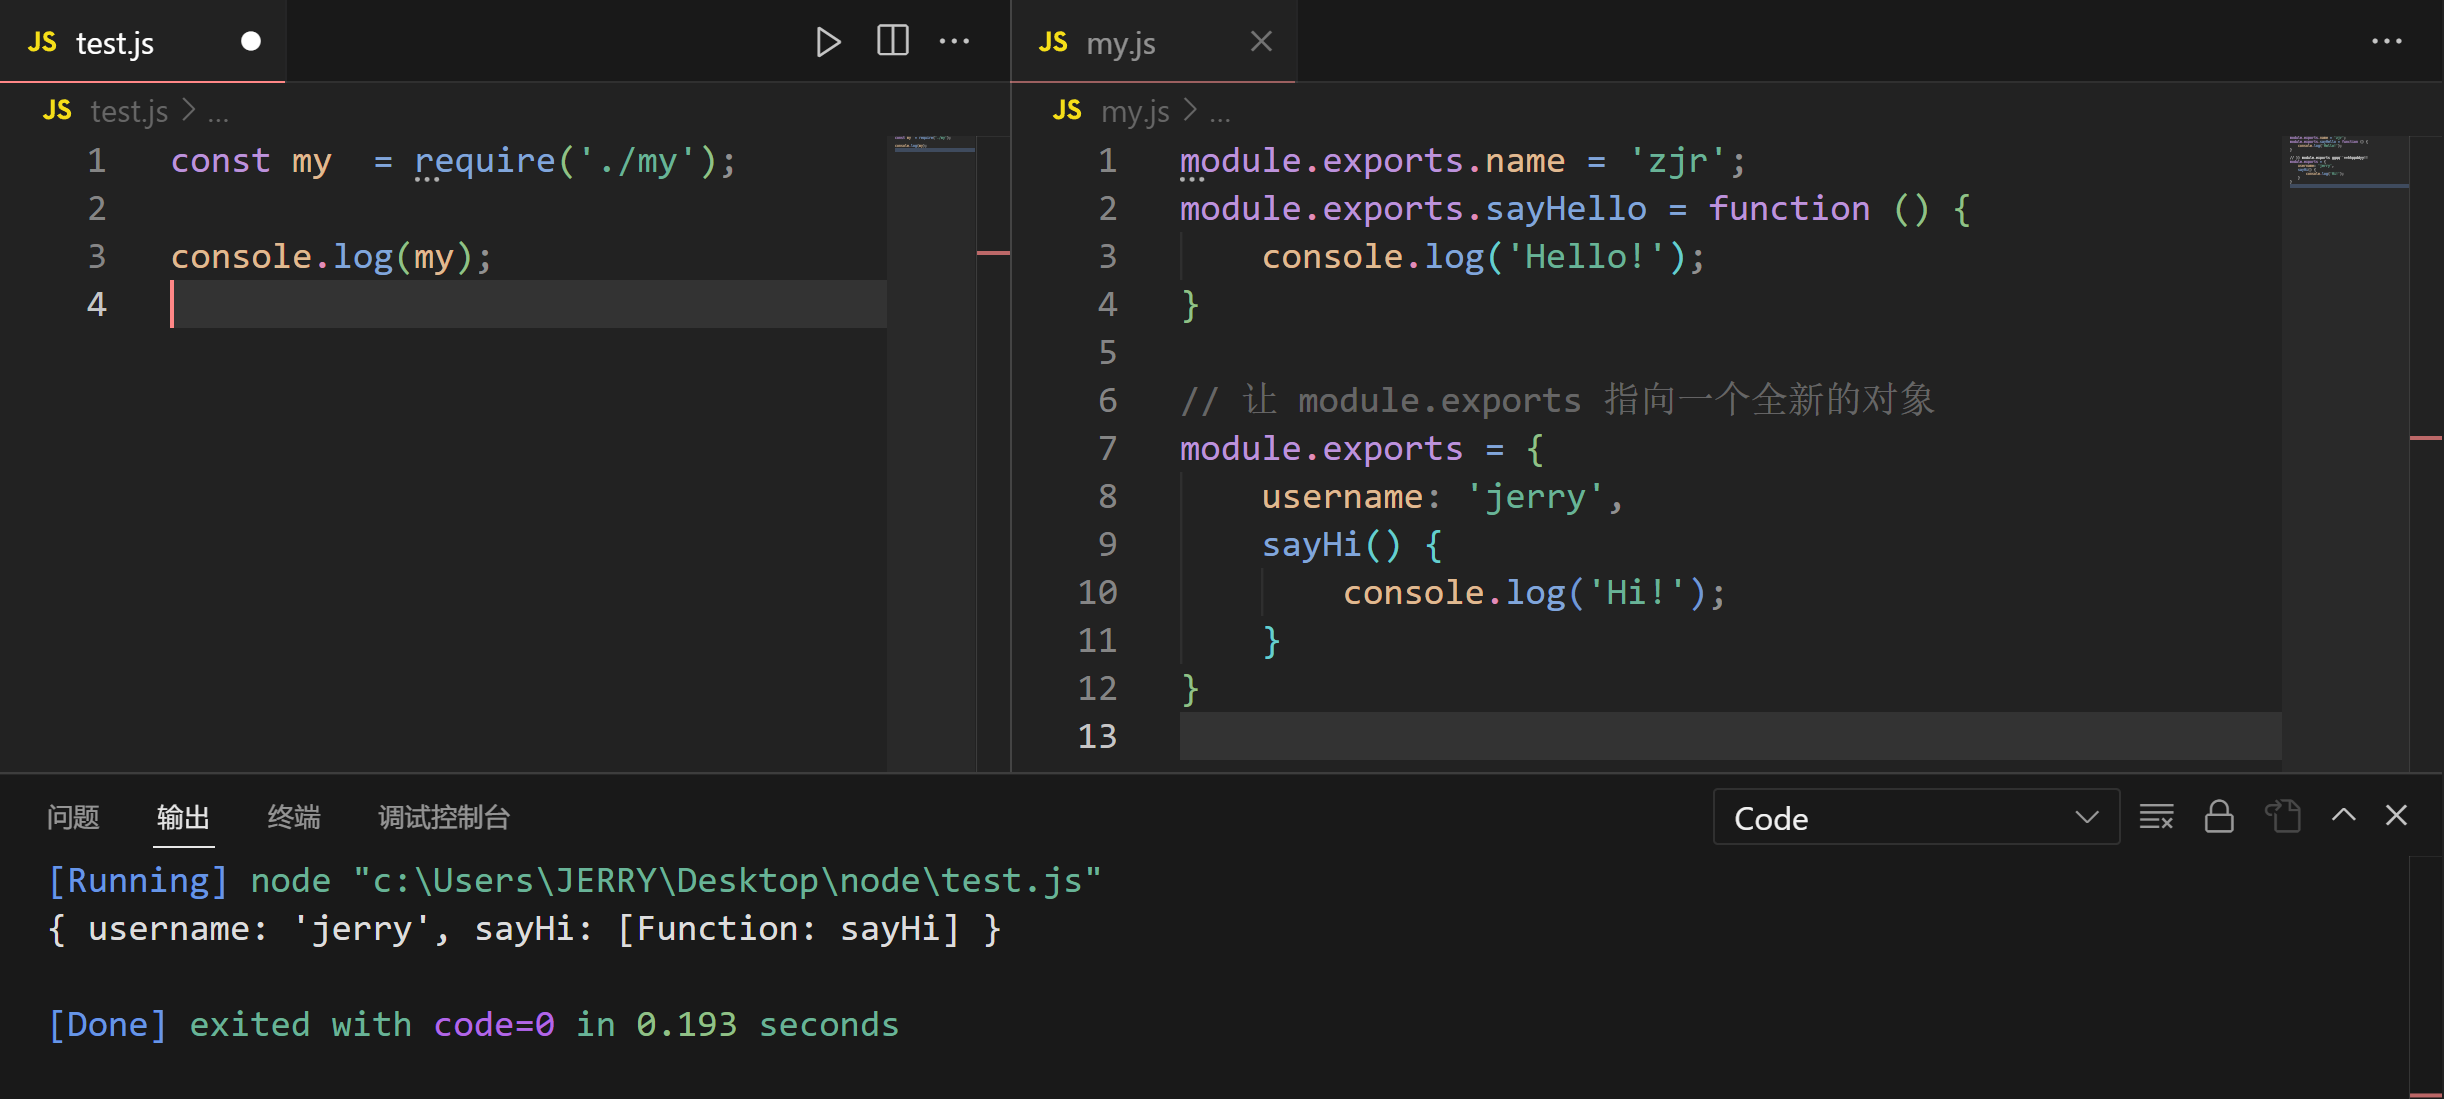 JS test.js
JS test.js > ...
1 const my  = require('./my');
2
3 console.log(my);
4
JS my.js
JS my.js > ...
1 module.exports.name = 'zjr';
2 module.exports.sayHello = function () {
3     console.log('Hello!');
4 }
5
6 // 让 module.exports 指向一个全新的对象
7 module.exports = {
8     username: 'jerry',
9     sayHi() {
10         console.log('Hi!');
11     }
12 }
13
问题 输出 终端 调试控制台 Code
[Running] node "c:\Users\JERRY\Desktop\node\test.js"
{ username: 'jerry', sayHi: [Function: sayHi] }
[Done] exited with code=0 in 0.193 seconds